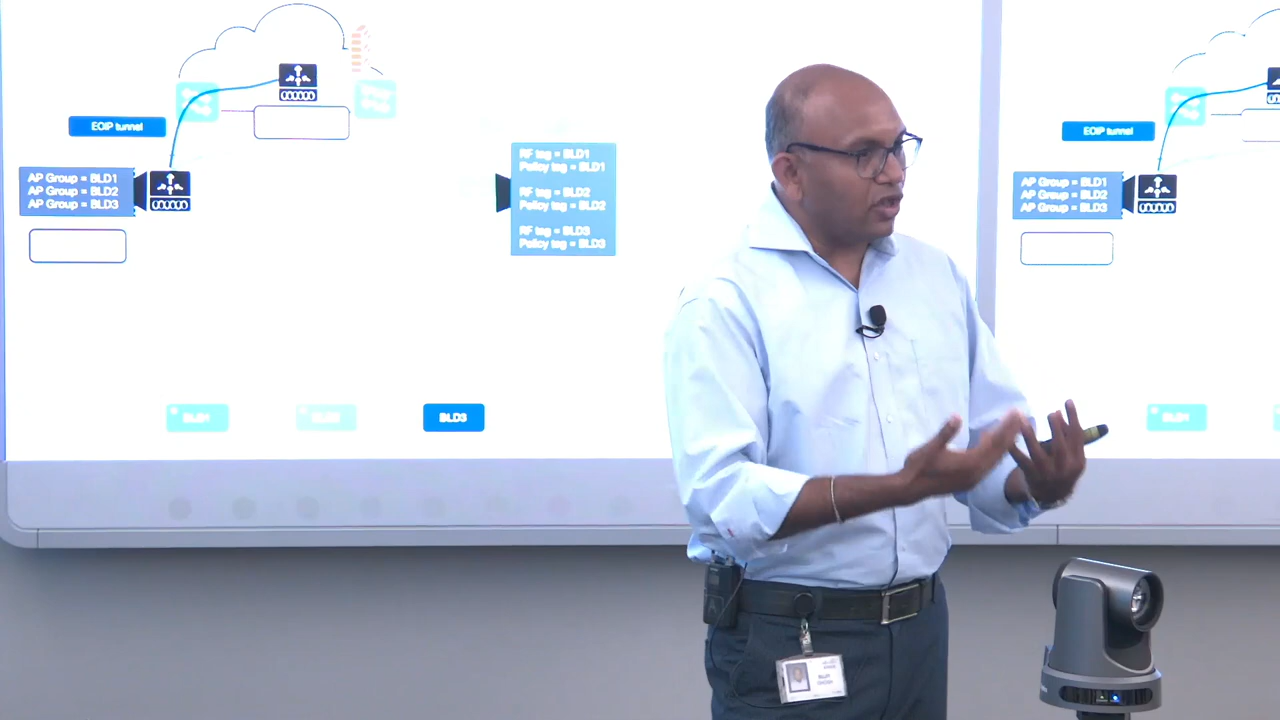 EOIP tunnel
AP Group = BLD1
AP Group = BLD2
AP Group = BLD3
RF tag = BLD1
Policy tag = BLD1
RF tag = BLD2
Policy tag = BLD2
RF tag = BLD3
Policy tag = BLD3
BLD1
BLD3
EOIP tunnel
AP Group = BLD1
AP Group = BLD2
AP Group = BLD3
BLD1